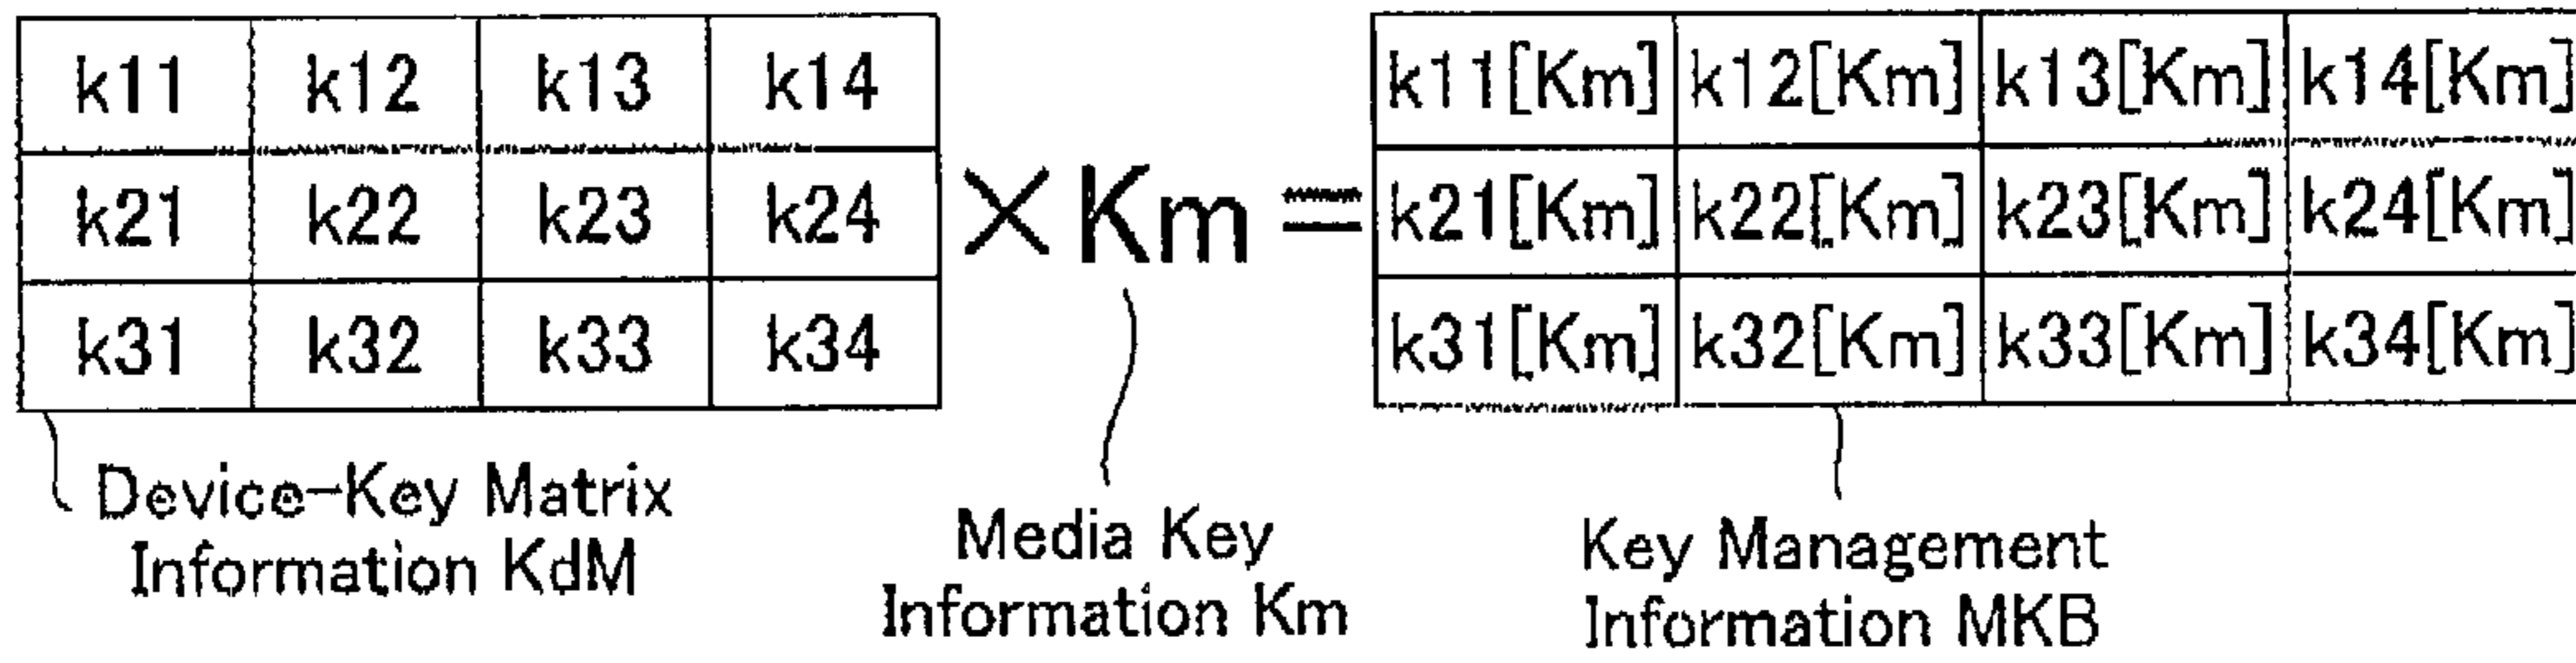 k11 k12 k13 k14 k11[Km] k12[Km] k13[Km] k14[Km]
k21 k22 k23 k24 ×Km = k21[Km] k22[Km] k23[Km] k24[Km]
k31 k32 k33 k34 k31[Km] k32[Km] k33[Km] k34[Km]
Device-Key Matrix
Information KdM
Media Key
Information Km
Key Management
Information MKB